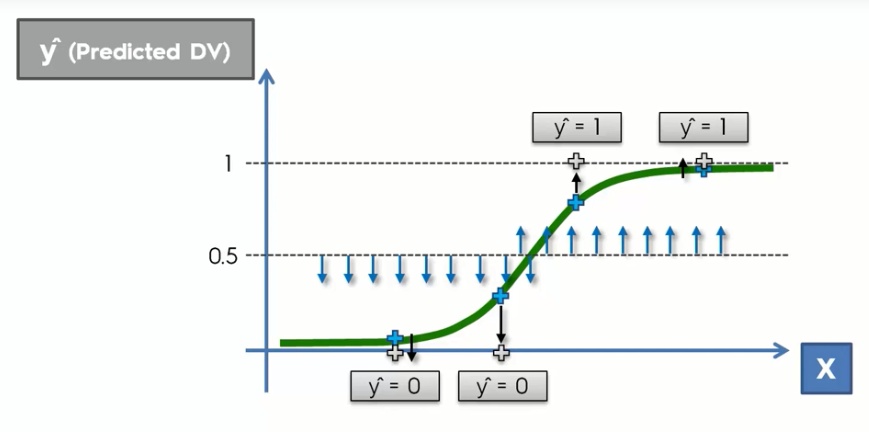 ŷ (Predicted DV)
ŷ = 1
ŷ = 1
1
0.5
X
ŷ = 0
ŷ = 0